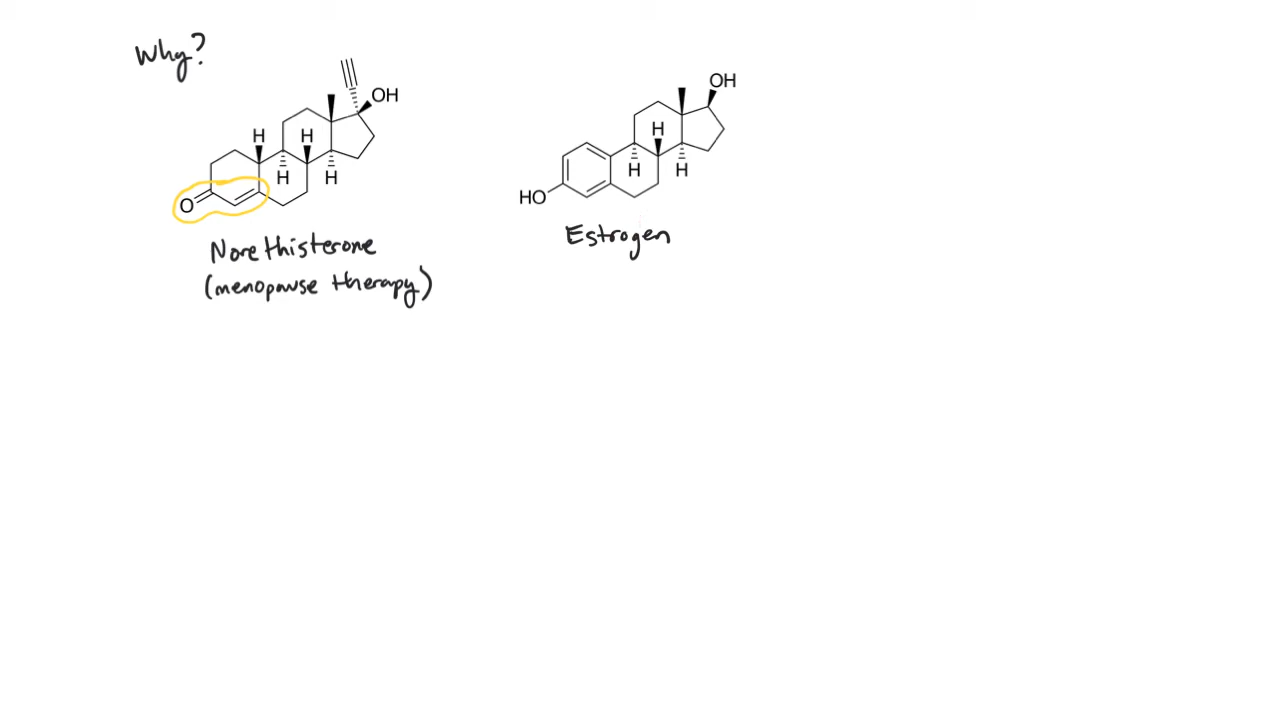 Why?
OH
H
H
H
H
O
Norethisterone
(menopause therapy)
OH
H
H
H
HO
Estrogen